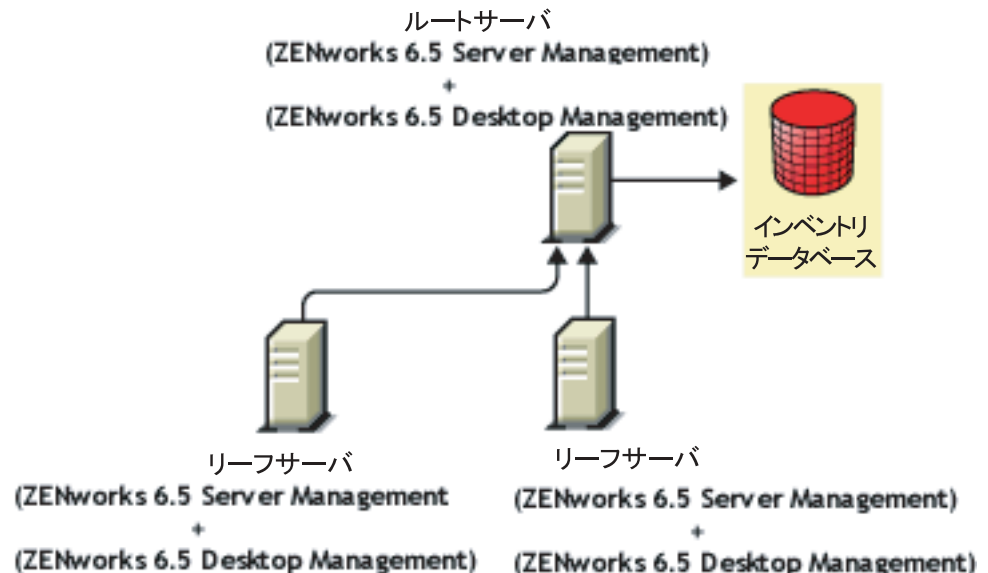 ルートサーバ
(ZENworks 6.5 Server Management)
+
(ZENworks 6.5 Desktop Management)
インベントリ
データベース
リーフサーバ
(ZENworks 6.5 Server Management
+
(ZENworks 6.5 Desktop Management)
リーフサーバ
(ZENworks 6.5 Server Management)
+
(ZENworks 6.5 Desktop Management)